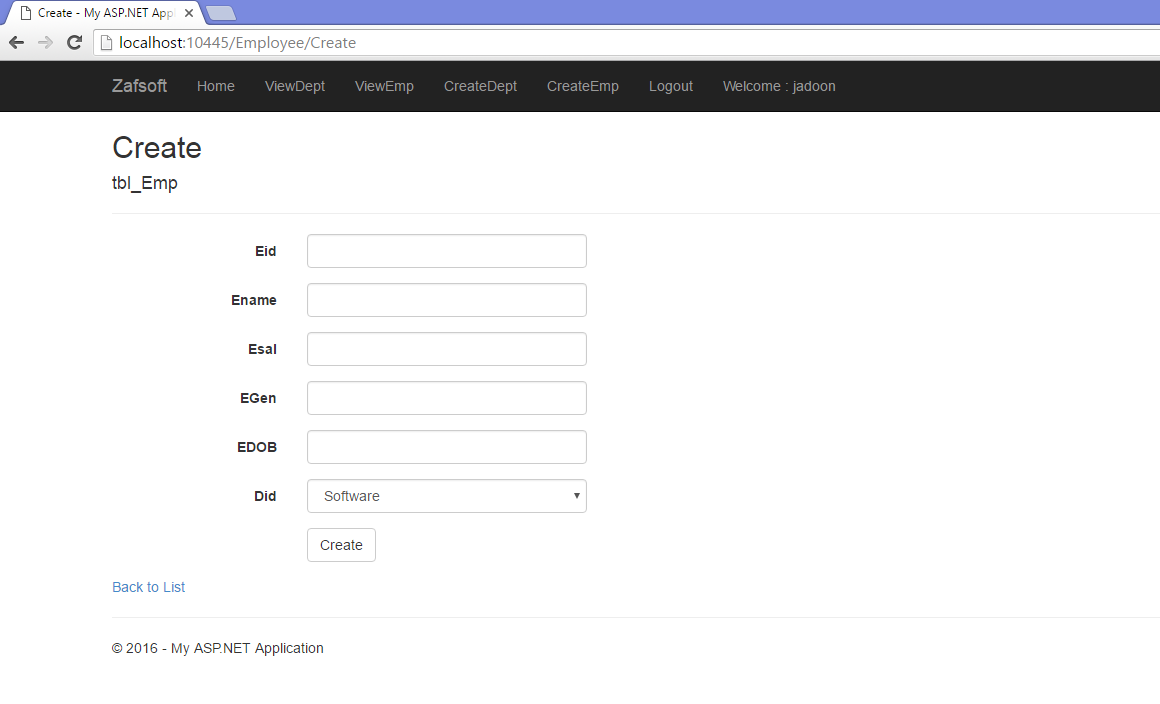 Create - My ASP.NET App
localhost:10445/Employee/Create
Zafsoft Home ViewDept ViewEmp CreateDept CreateEmp Logout Welcome : jadoon
Create
tbl_Emp
Eid
Ename
Esal
EGen
EDOB
Did Software
Create
Back to List
© 2016 - My ASP.NET Application